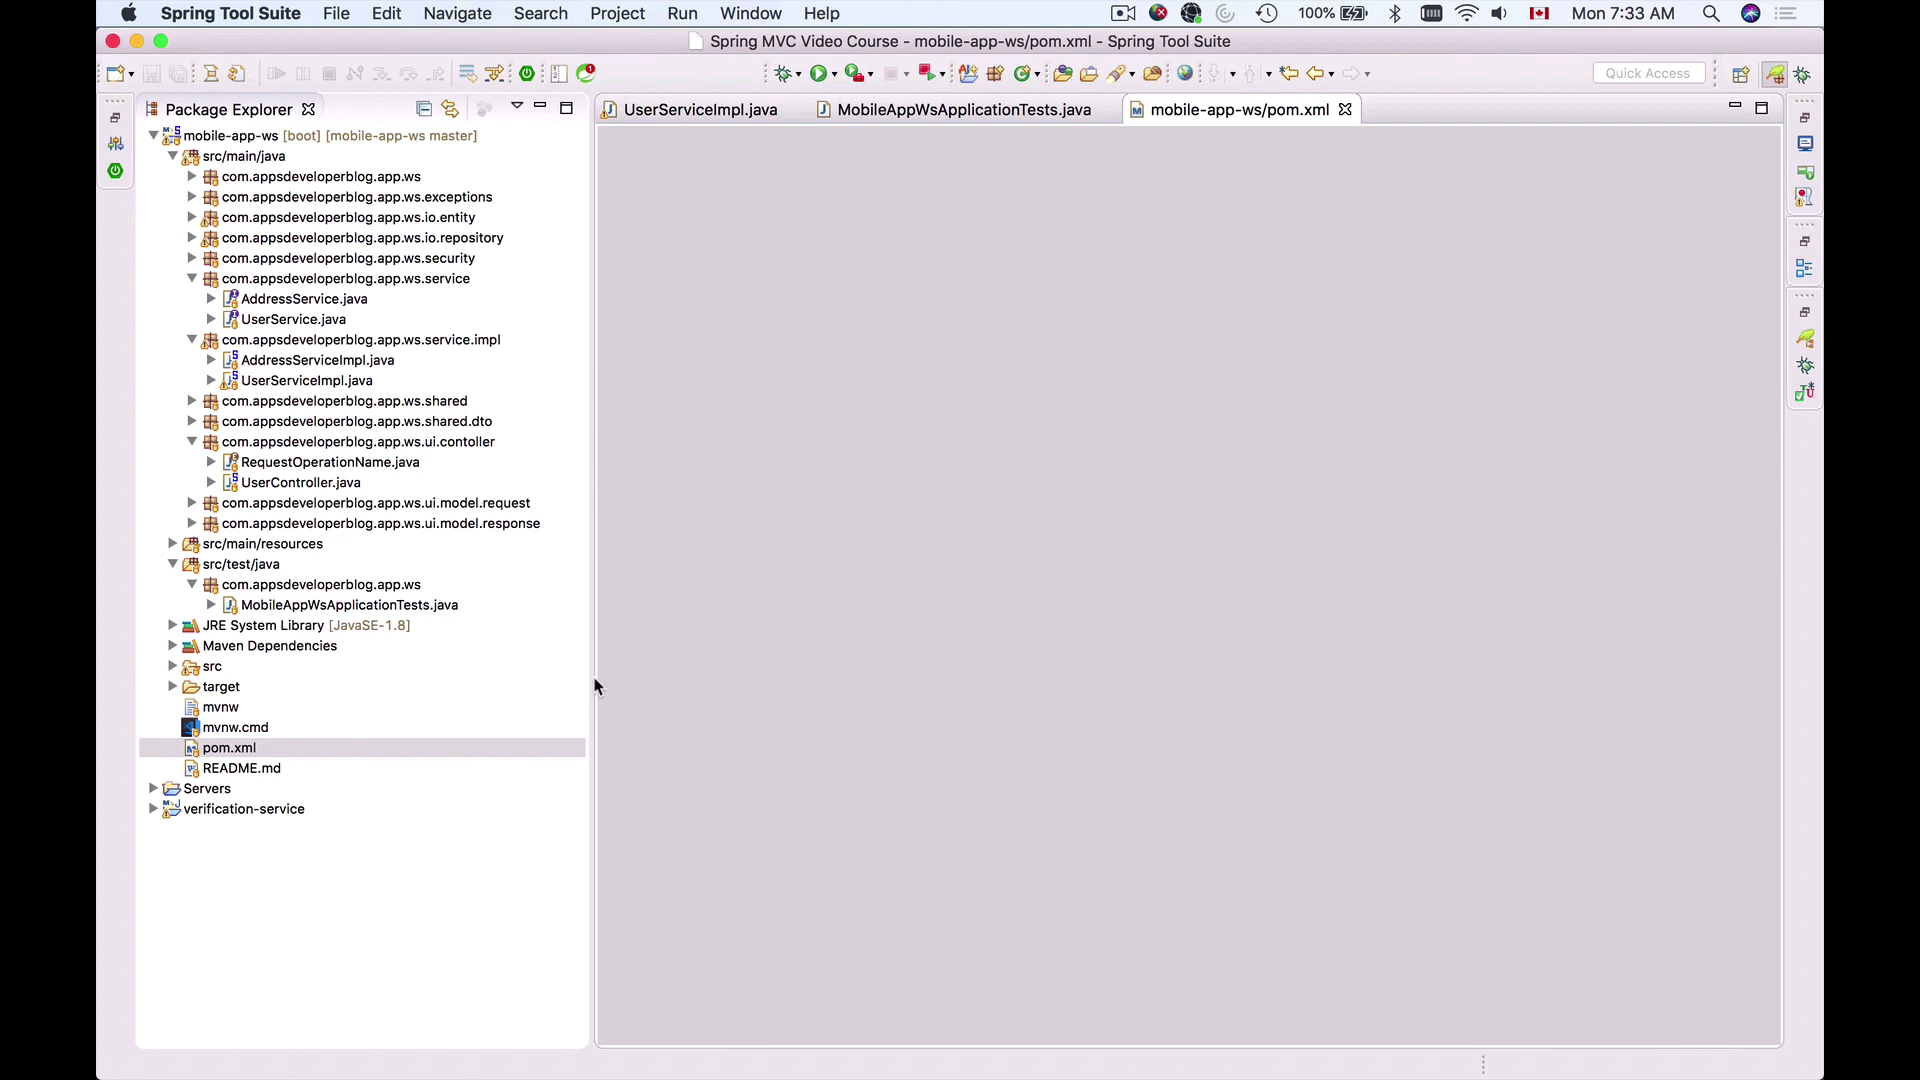 Spring Tool Suite File Edit Navigate Search Project Run Window Help 100% Mon 7:33 AM
Spring MVC Video Course - mobile-app-ws/pom.xml - Spring Tool Suite
Quick Access
Package Explorer
UserServiceImpl.java MobileAppWsApplicationTests.java mobile-app-ws/pom.xml
mobile-app-ws [boot] [mobile-app-ws master]
src/main/java
com.appsdeveloperblog.app.ws
com.appsdeveloperblog.app.ws.exceptions
com.appsdeveloperblog.app.ws.io.entity
com.appsdeveloperblog.app.ws.io.repository
com.appsdeveloperblog.app.ws.security
com.appsdeveloperblog.app.ws.service
AddressService.java
UserService.java
com.appsdeveloperblog.app.ws.service.impl
AddressServiceImpl.java
UserServiceImpl.java
com.appsdeveloperblog.app.ws.shared
com.appsdeveloperblog.app.ws.shared.dto
com.appsdeveloperblog.app.ws.ui.contoller
RequestOperationName.java
UserController.java
com.appsdeveloperblog.app.ws.ui.model.request
com.appsdeveloperblog.app.ws.ui.model.response
src/main/resources
src/test/java
com.appsdeveloperblog.app.ws
MobileAppWsApplicationTests.java
JRE System Library [JavaSE-1.8]
Maven Dependencies
src
target
mvnw
mvnw.cmd
pom.xml
README.md
Servers
verification-service